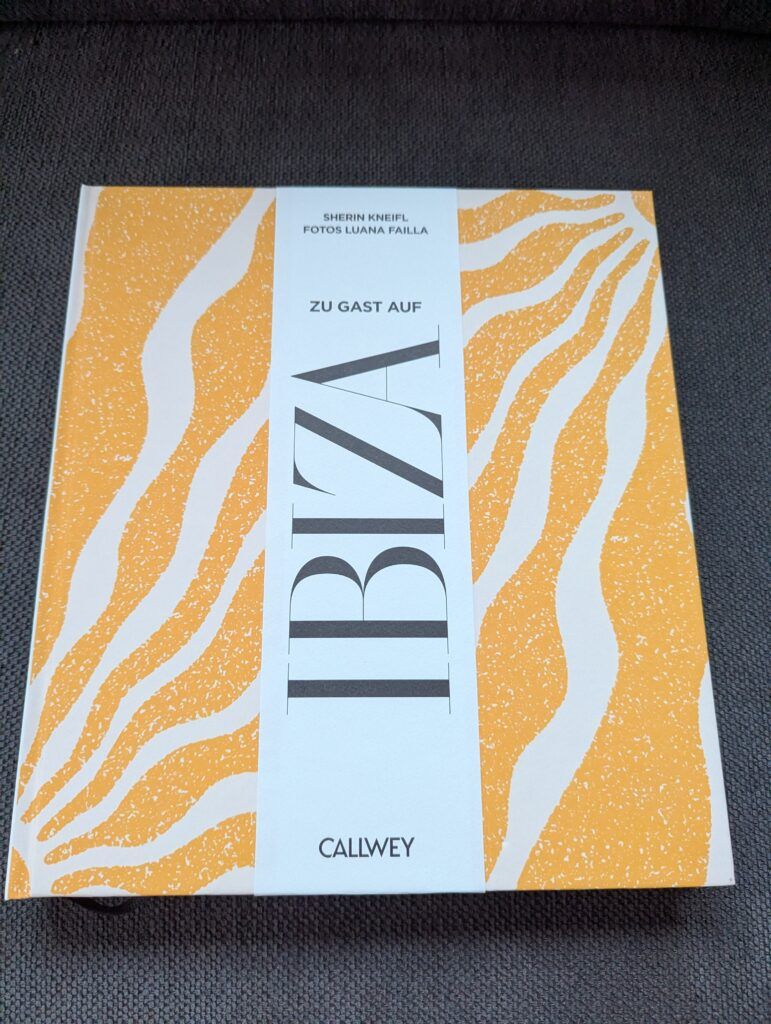 SHERIN KNEIFL
FOTOS LUANA FAILLA
ZU GAST AUF
IBIZA
CALLWEY